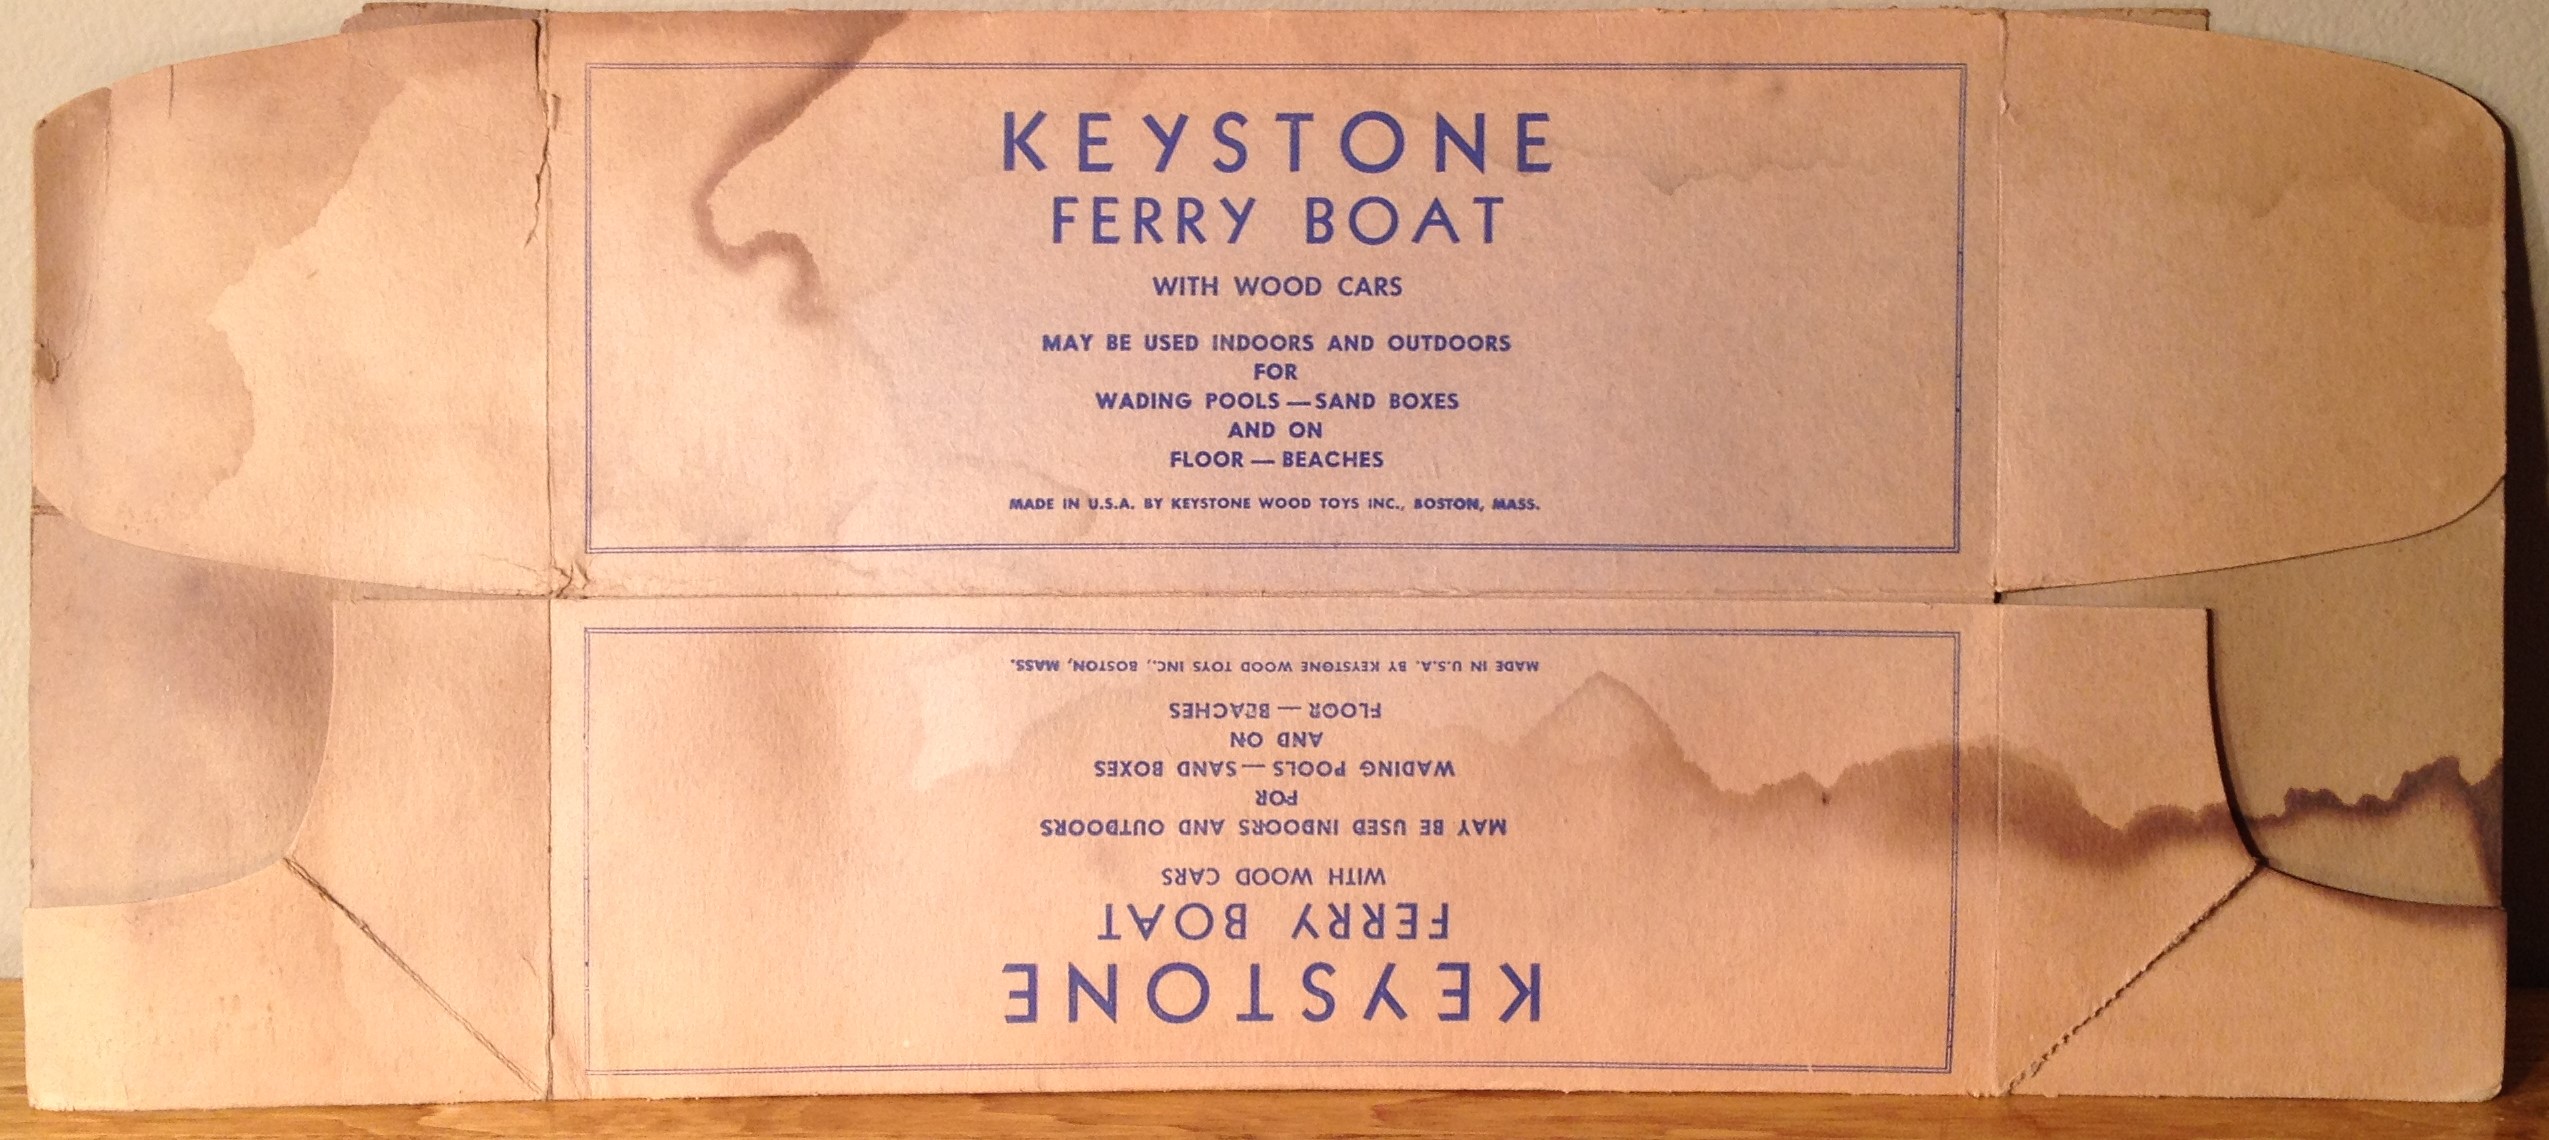 KEYSTONE
FERRY BOAT
WITH WOOD CARS
MAY BE USED INDOORS AND OUTDOORS
FOR
WADING POOLS — SAND BOXES
AND ON
FLOOR — BEACHES
MADE IN U.S.A. BY KEYSTONE WOOD TOYS INC., BOSTON, MASS.
KEYSTONE
FERRY BOAT
WITH WOOD CARS
MAY BE USED INDOORS AND OUTDOORS
FOR
WADING POOLS — SAND BOXES
AND ON
FLOOR — BEACHES
MADE IN U.S.A. BY KEYSTONE WOOD TOYS INC., BOSTON, MASS.